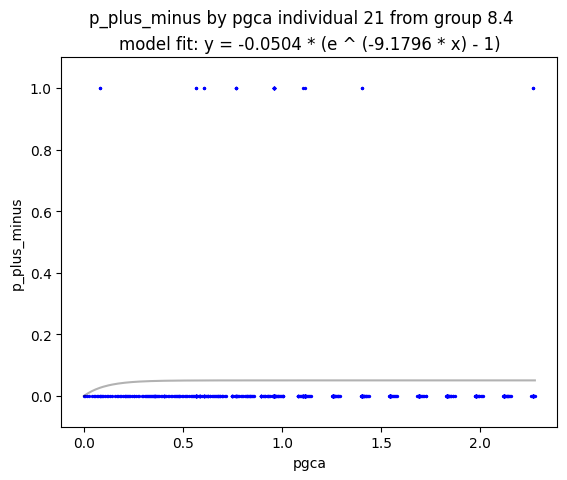 p_plus_minus by pgca individual 21 from group 8.4
model fit: y = -0.0504 * (e ^ (-9.1796 * x) - 1)
1.0
0.8
0.6
0.4
0.2
0.0
p_plus_minus
0.0 0.5 1.0 1.5 2.0
pgca